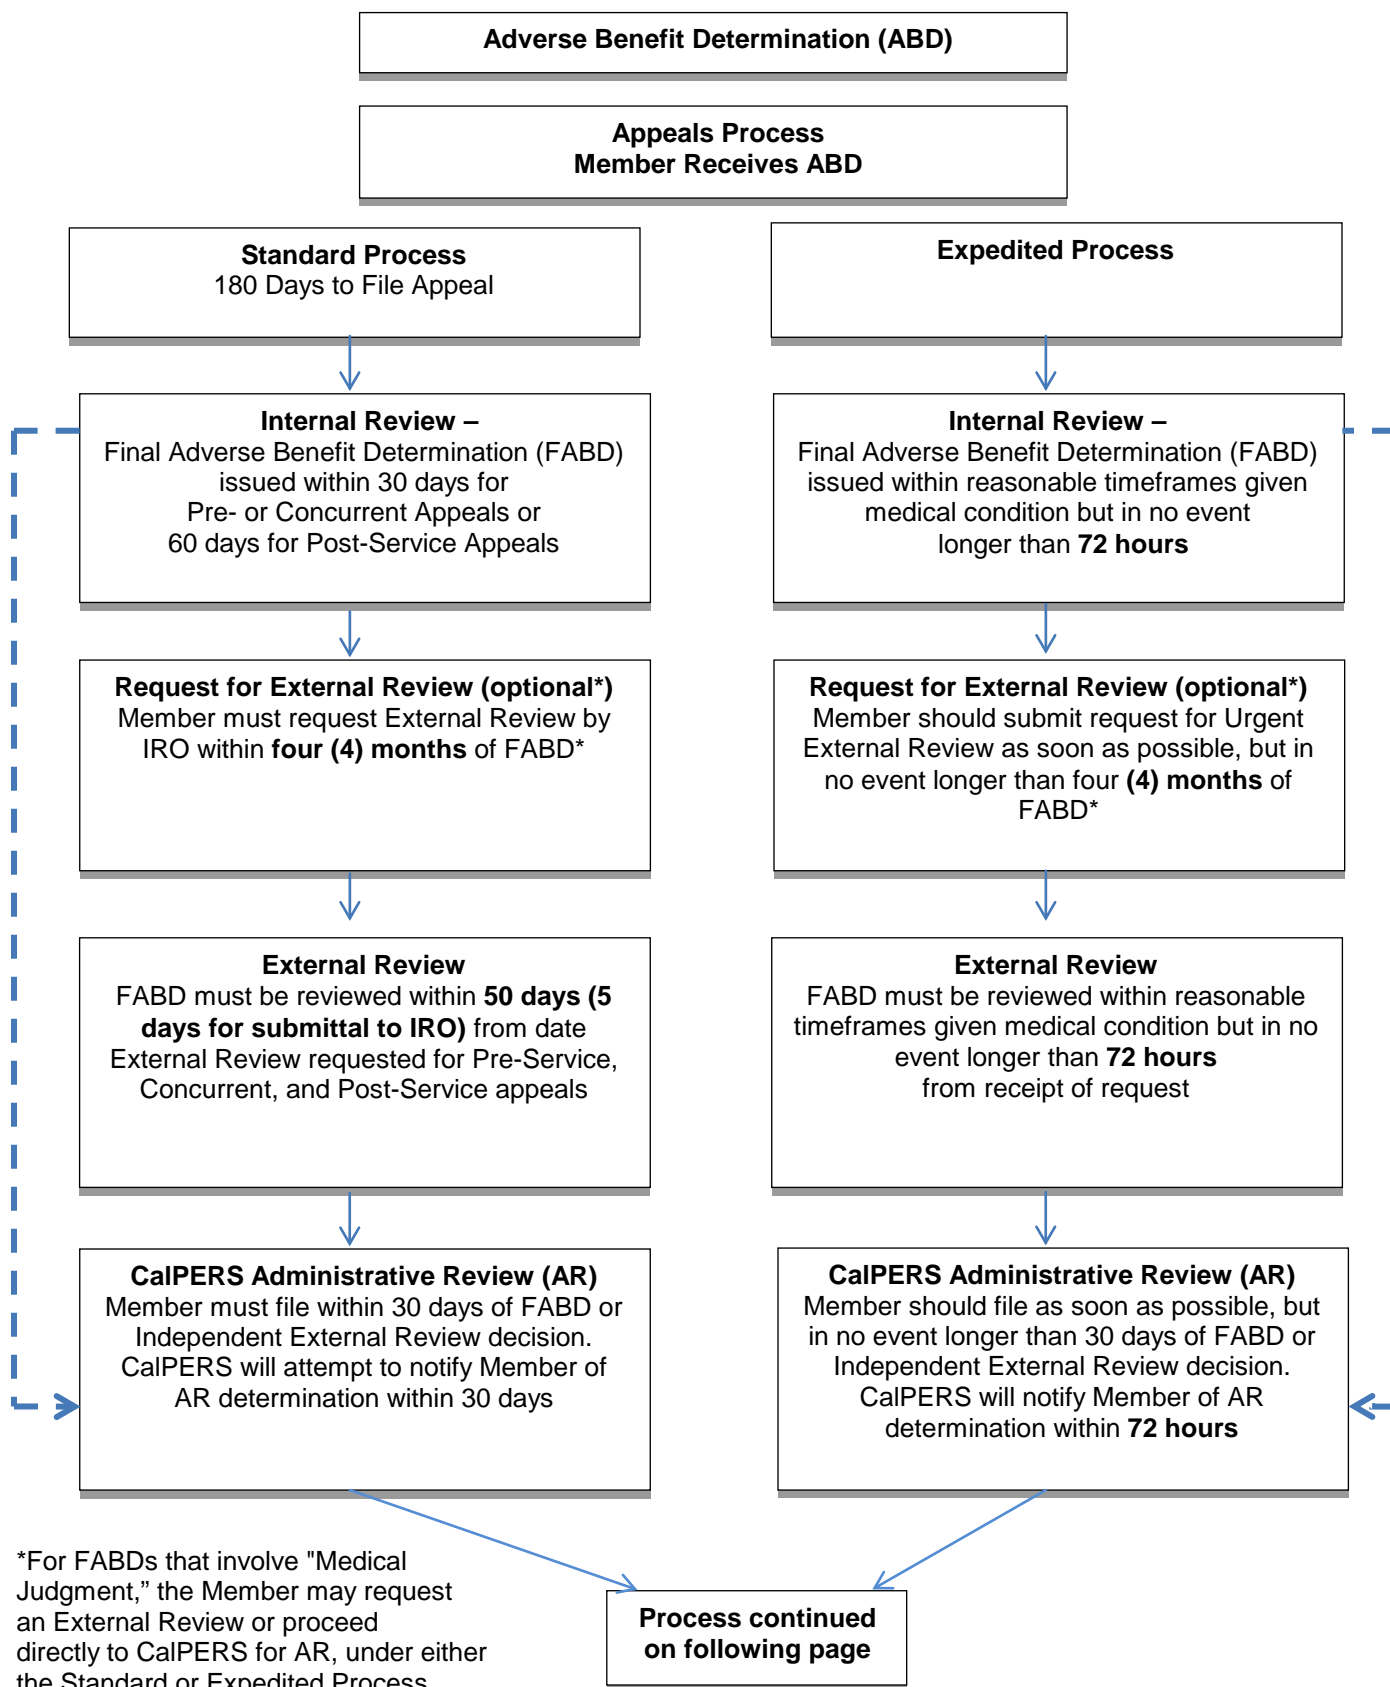 Adverse Benefit Determination (ABD)
Appeals Process
Member Receives ABD
Standard Process
180 Days to File Appeal
Expedited Process
Internal Review –
Final Adverse Benefit Determination (FABD)
issued within 30 days for
Pre- or Concurrent Appeals or
60 days for Post-Service Appeals
Internal Review –
Final Adverse Benefit Determination (FABD)
issued within reasonable timeframes given
medical condition but in no event
longer than 72 hours
Request for External Review (optional*)
Member must request External Review by
IRO within four (4) months of FABD*
Request for External Review (optional*)
Member should submit request for Urgent
External Review as soon as possible, but in
no event longer than four (4) months of
FABD*
External Review
FABD must be reviewed within 50 days (5
days for submittal to IRO) from date
External Review requested for Pre-Service,
Concurrent, and Post-Service appeals
External Review
FABD must be reviewed within reasonable
timeframes given medical condition but in no
event longer than 72 hours
from receipt of request
CalPERS Administrative Review (AR)
Member must file within 30 days of FABD or
Independent External Review decision.
CalPERS will attempt to notify Member of
AR determination within 30 days
CalPERS Administrative Review (AR)
Member should file as soon as possible, but
in no event longer than 30 days of FABD or
Independent External Review decision.
CalPERS will notify Member of AR
determination within 72 hours
*For FABDs that involve "Medical
Judgment,” the Member may request
an External Review or proceed
directly to CalPERS for AR, under either
the Standard or Expedited Process
Process continued
on following page